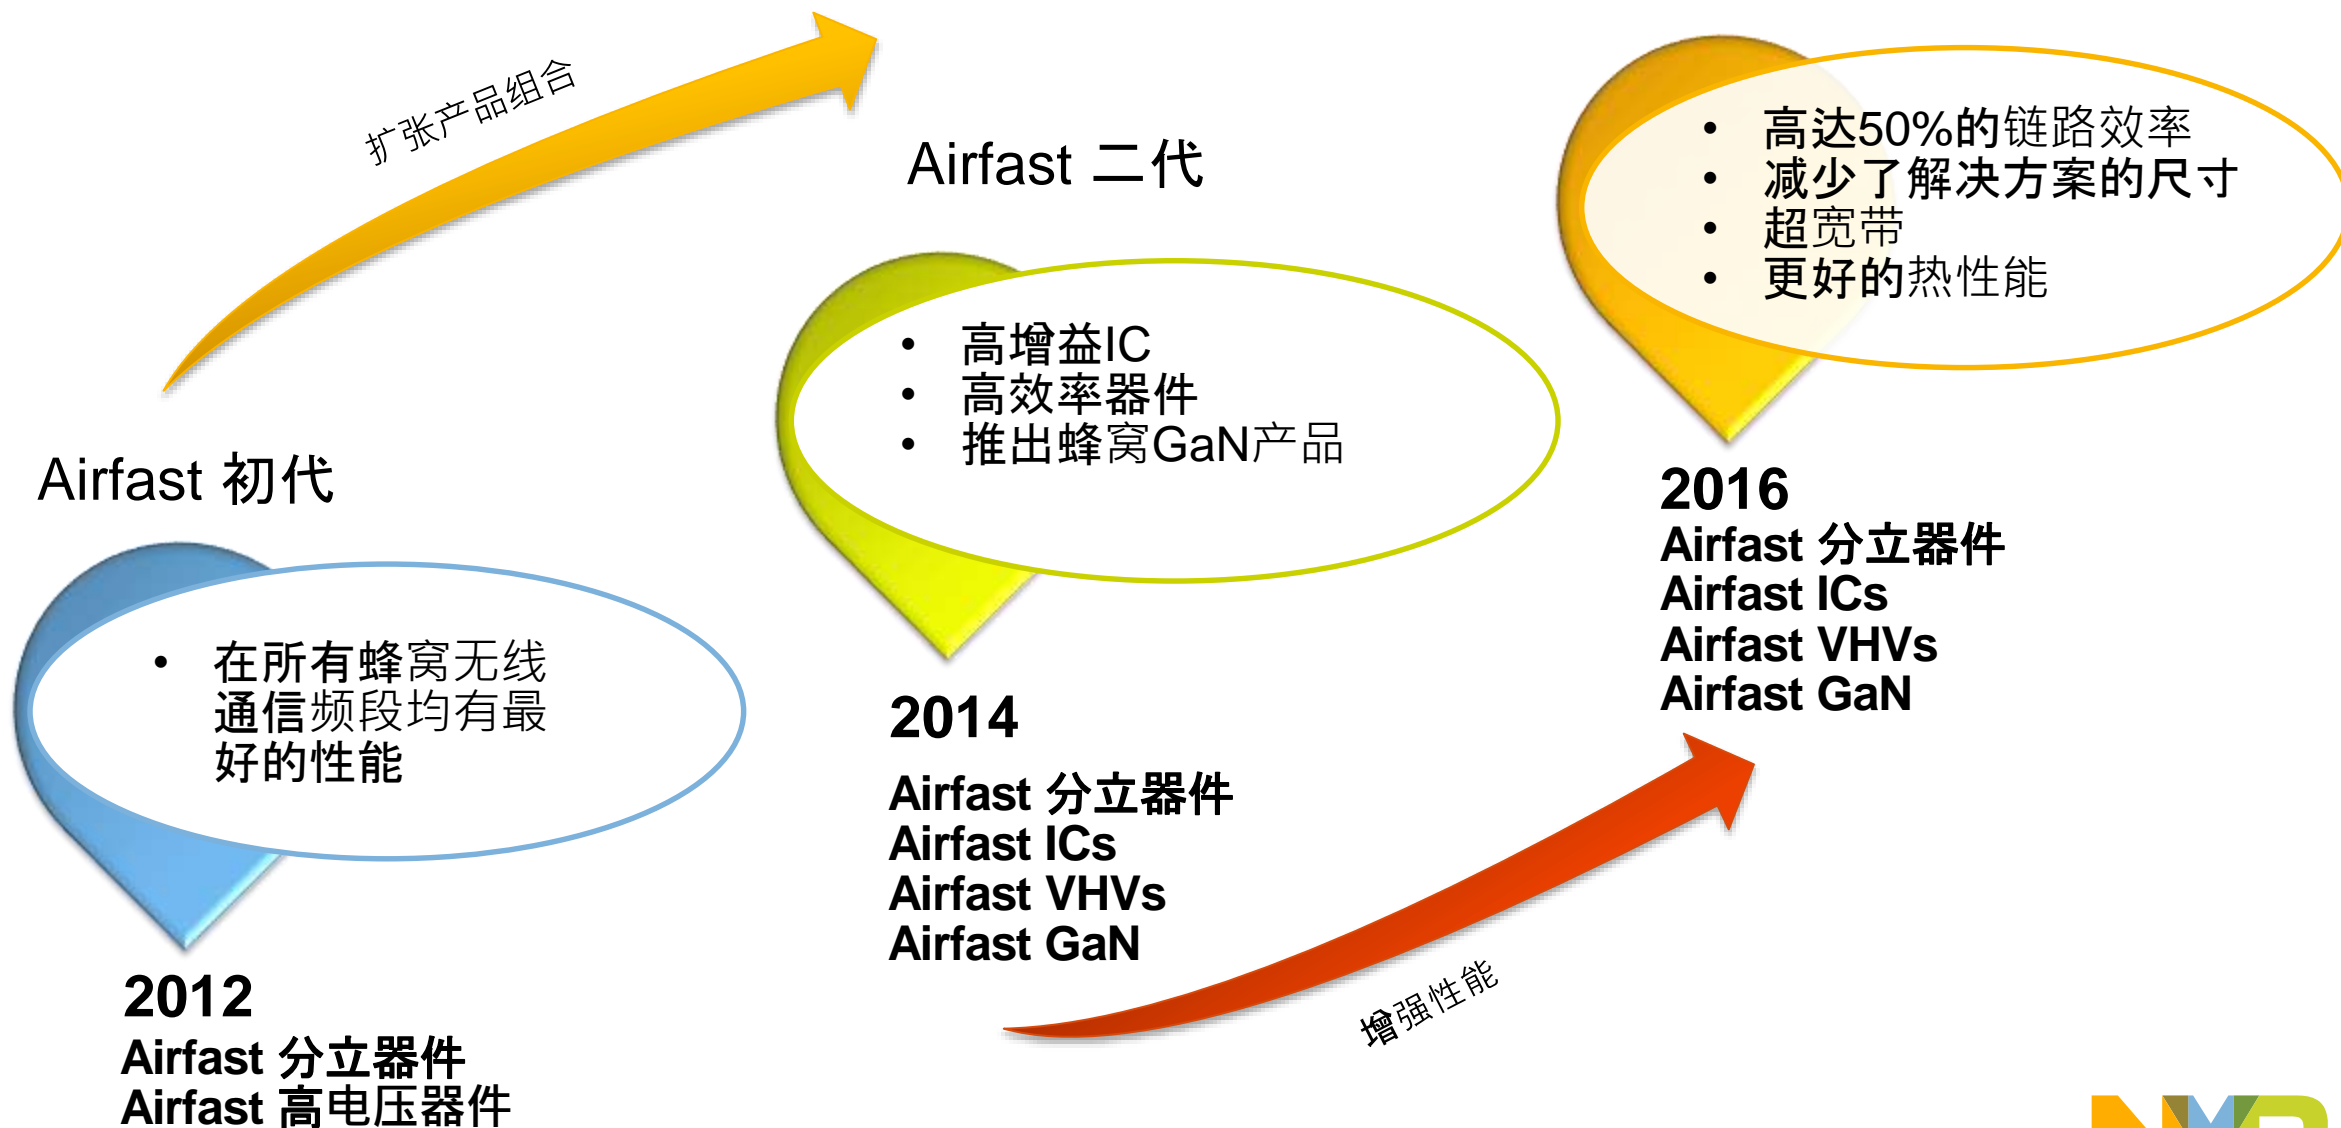 扩张产品组合
Airfast 初代
• 在所有蜂窝无线
通信频段均有最
好的性能
2012
Airfast 分立器件
Airfast 高电压器件
Airfast 二代
• 高增益IC
• 高效率器件
• 推出蜂窝GaN产品
2014
Airfast 分立器件
Airfast ICs
Airfast VHVs
Airfast GaN
增强性能
• 高达50%的链路效率
• 减少了解决方案的尺寸
• 超宽带
• 更好的热性能
2016
Airfast 分立器件
Airfast ICs
Airfast VHVs
Airfast GaN